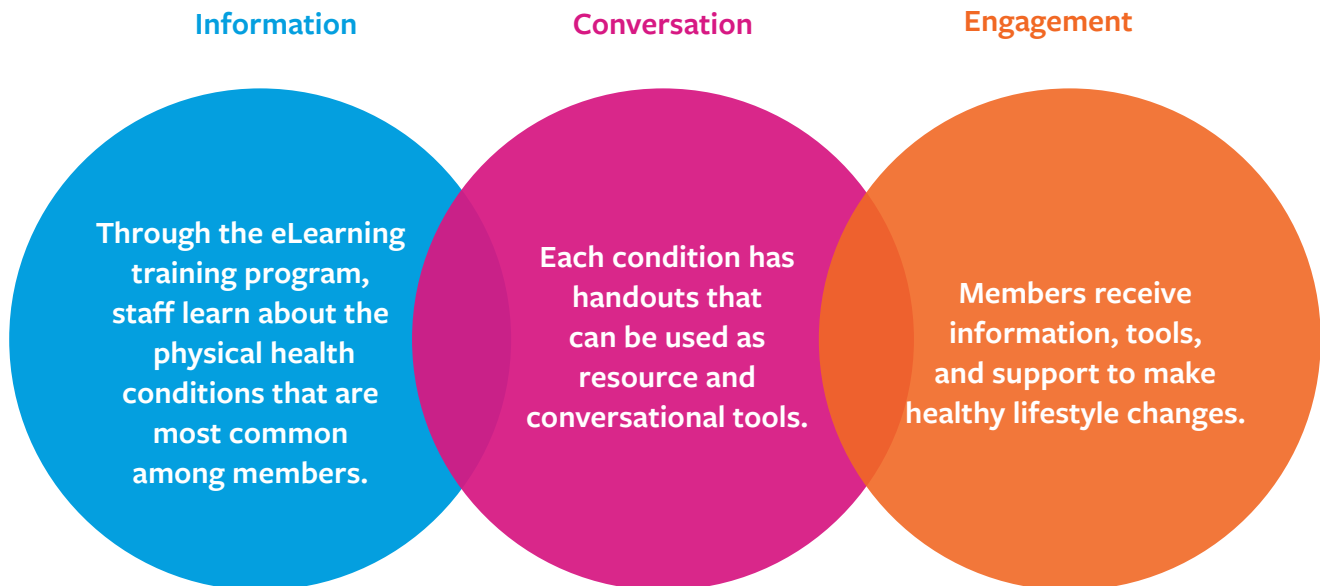 Information
Through the eLearning
training program,
staff learn about the
physical health
conditions that are
most common
among members.
Conversation
Each condition has
handouts that
can be used as
resource and
conversational tools.
Engagement
Members receive
information, tools,
and support to make
healthy lifestyle changes.